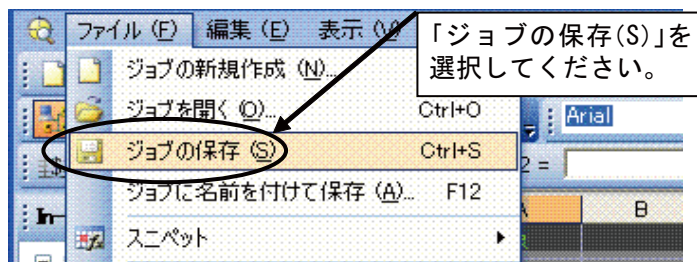 ファイル (F) 編集 (E) 表示 (V)
「ジョブの保存(S)」を
選択してください。
ジョブの新規作成 (N)...
ジョブを開く (O)... Ctrl+O
Arial
ジョブの保存 (S) Ctrl+S
2 =
ジョブに名前を付けて保存 (A)... F12
A B
In
スニペット
fx